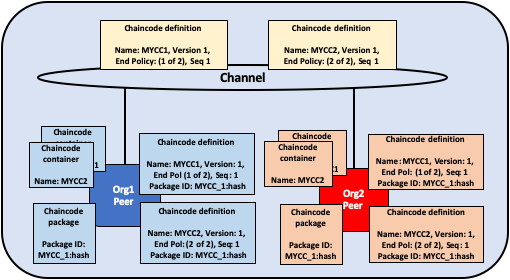 Chaincode definition
Name: MYCC1, Version 1,
End Policy: (1 of 2), Seq 1
Chaincode definition
Name: MYCC2, Version 1,
End Policy: (2 of 2), Seq 1
Channel
Chaincode
Chaincode
container
Name: MYCC2
Org1
Peer
Chaincode definition
Name: MYCC1, Version: 1,
End Pol (1 of 2), Seq : 1
Package ID: MYCC_1:hash
Chaincode
package
Package ID:
MYCC_1:hash
Chaincode definition
Name: MYCC2, Version: 1,
End Pol: (2 of 2), Seq: 1
Package ID: MYCC_1:hash
Chaincode
Chaincode
container
Name: MYCC2
Org2
Peer
Chaincode definition
Name: MYCC1, Version: 1,
End Pol: (1 of 2), Seq 1
Package ID: MYCC_1:hash
Chaincode
package
Package ID:
MYCC_1:hash
Chaincode definition
Name: MYCC2, Version: 1,
End Pol: (2 of 2), Seq: 1
Package ID: MYCC_1:hash